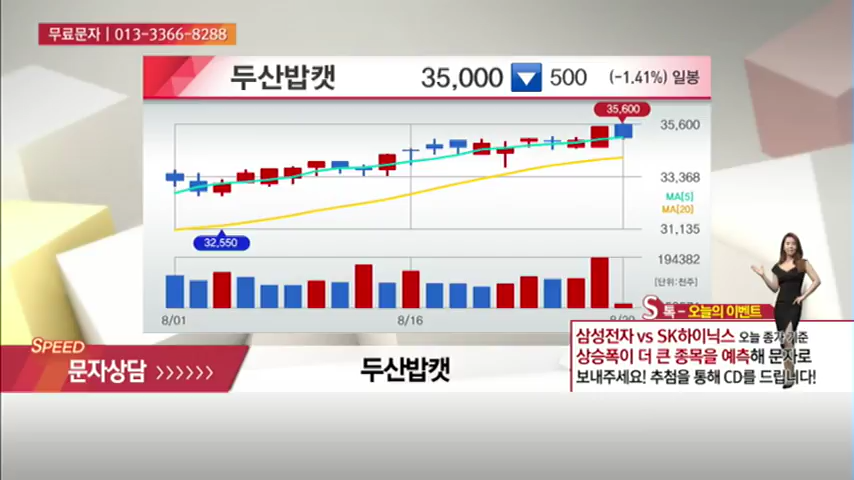 무료문자 | 013-3366-8288
두산밥캣 35,000 500 (-1.41%) 일봉
35,600
35,600
33,368
MA[5]
MA[20]
32,550
31,135
194382
[단위:천주]
8/01 8/16
S톡 - 오늘의 이벤트
삼성전자 vs SK하이닉스 오늘 종가 기준
상승폭이 더 큰 종목을 예측해 문자로
보내주세요! 추첨을 통해 CD를 드립니다!
SPEED
문자상담 >>>>>>
두산밥캣